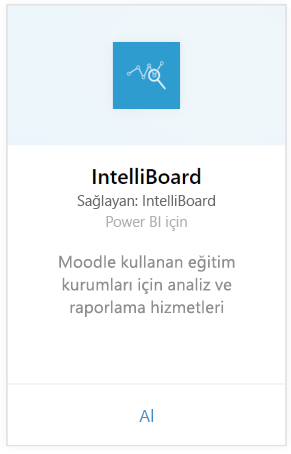 IntelliBoard
Sağlayan: IntelliBoard
Power BI için
Moodle kullanan eğitim
kurumları için analiz ve
raporlama hizmetleri
Al